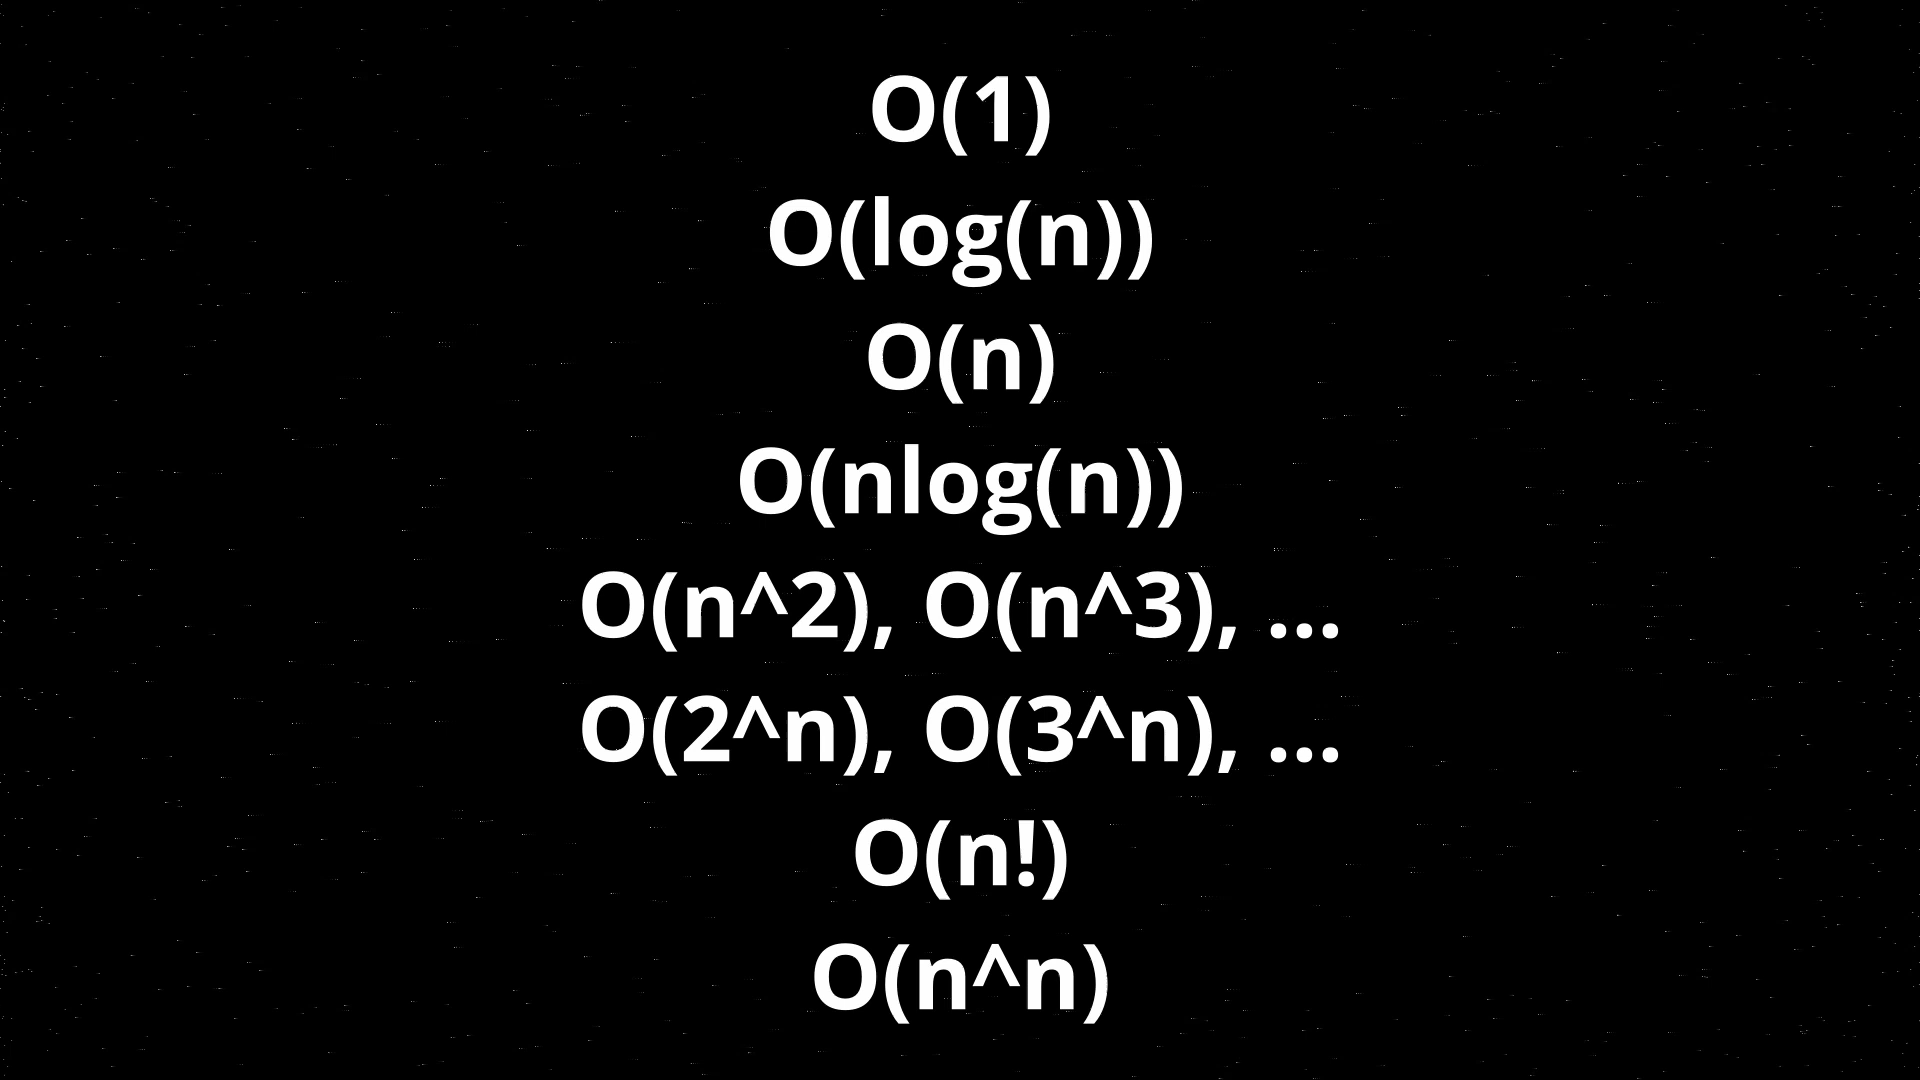 O(1)
O(log(n))
O(n)
O(nlog(n))
O(n^2), O(n^3), ...
O(2^n), O(3^n), ...
O(n!)
O(n^n)